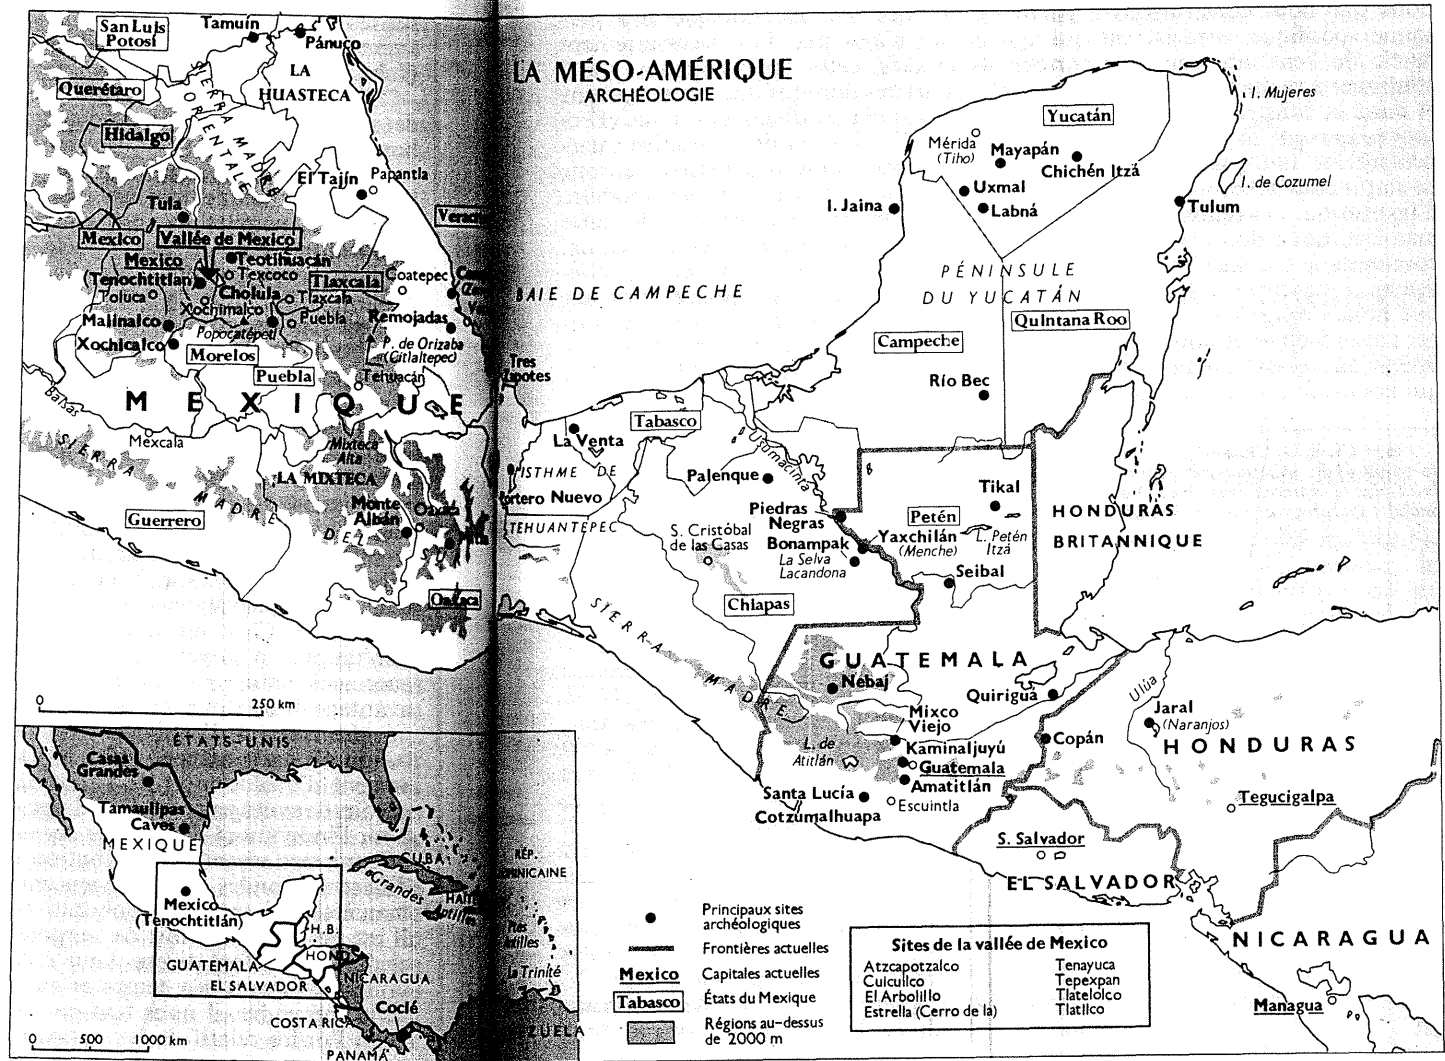 LA MÉSO-AMÉRIQUE
ARCHÉOLOGIE
San Luis
Potosí
Tamuín
Pánuco
LA
HUASTECA
Querétaro
SIERRA MADRE
ORIENTALE
Hidalgo
El Tajín
Papantla
Tula
Mexico
Vallée de Mexico
Mexico
(Tenochtitlán)
Teotihuacán
Texcoco
Tlaxcala
Coatepec
Toluca
Cholula
Tlaxcala
Xochimilco
Puebla
Remojadas
Malinalco
Popocatépetl
Xochicalco
P. de Orizaba
(Citlaltepec)
Morelos
Puebla
Tehuacán
Tres
Zapotes
MEXIQUE
Balsas
Mexcala
SIERRA MADRE DEL SUD
Mixteca
Alta
LA MIXTECA
Guerrero
Monte
Albán
Oaxaca
Mitla
Oaxaca
0 250 km
BAIE DE CAMPECHE
I. Mujeres
Yucatán
Mérida
(Tiho)
Mayapán
Chichén Itzá
I. de Cozumel
Uxmal
I. Jaina
Labná
Tulum
PÉNINSULE
DU YUCATÁN
Quintana Roo
Campeche
Río Bec
Tabasco
La Venta
Usumacinta
ISTHME DE
TEHUANTEPEC
Palenque
Nuevo
Piedras
Negras
Tikal
Petén
HONDURAS
BRITANNIQUE
S. Cristóbal
de las Casas
Bonampak
Yaxchilán
(Menche)
L. Petén
Itzá
La Selva
Lacandona
Seibal
Chiapas
SIERRA MADRE
GUATEMALA
Nebaj
Quiriguá
Ulúa
Mixco
Viejo
Jaral
(Naranjos)
L. de
Atitlán
Kaminaljuyú
Guatemala
Copán
HONDURAS
Amatitlán
Santa Lucía
Cotzumalhuapa
Escuintla
Tegucigalpa
S. Salvador
EL SALVADOR
NICARAGUA
Managua
ÉTATS-UNIS
Casas
Grandes
Tamaulipas
Caves
MEXIQUE
CUBA
RÉP.
Grandes Antilles
HAÏTI
Mexico
(Tenochtitlán)
H.B.
HOND.
GUATEMALA
NICARAGUA
EL SALVADOR
La Trinité
Coclé
COSTA RICA
PANAMÁ
0 500 1000 km
Principaux sites
archéologiques
Frontières actuelles
Mexico Capitales actuelles
Tabasco États du Mexique
Régions au-dessus
de 2000 m
Sites de la vallée de Mexico
Atzcapotzalco Tenayuca
Cuicuilco Tepexpan
El Arbolillo Tlatelolco
Estrella (Cerro de la) Tlatilco